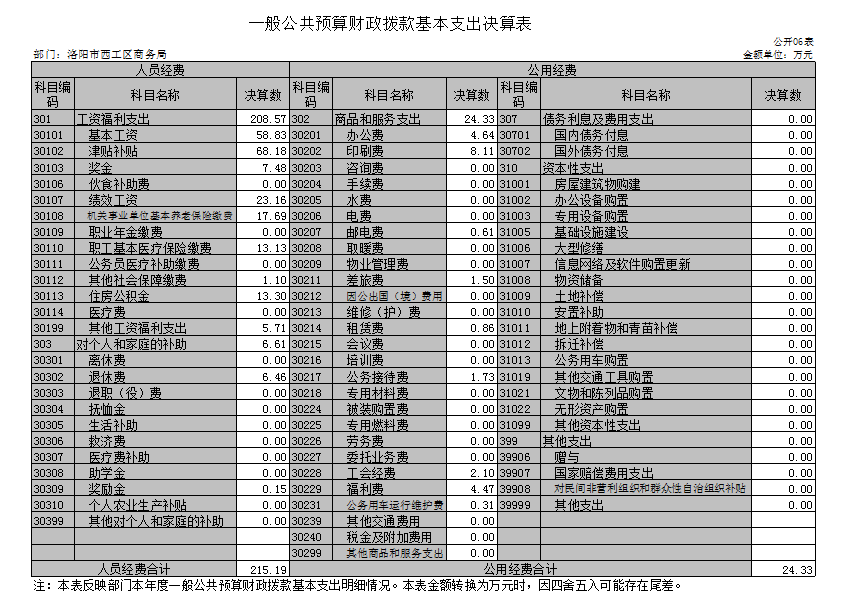 一般公共预算财政拨款基本支出决算表
公开06表
部门：洛阳市西工区商务局 金额单位：万元
人员经费 公用经费
科目编码 科目名称 决算数 科目编码 科目名称 决算数 科目编码 科目名称 决算数
301 工资福利支出 208.57 302 商品和服务支出 24.33 307 债务利息及费用支出 0.00
30101 基本工资 58.83 30201 办公费 4.64 30701 国内债务付息 0.00
30102 津贴补贴 68.18 30202 印刷费 8.11 30702 国外债务付息 0.00
30103 奖金 7.48 30203 咨询费 0.00 310 资本性支出 0.00
30106 伙食补助费 0.00 30204 手续费 0.00 31001 房屋建筑物购建 0.00
30107 绩效工资 23.16 30205 水费 0.00 31002 办公设备购置 0.00
30108 机关事业单位基本养老保险缴费 17.69 30206 电费 0.00 31003 专用设备购置 0.00
30109 职业年金缴费 0.00 30207 邮电费 0.61 31005 基础设施建设 0.00
30110 职工基本医疗保险缴费 13.13 30208 取暖费 0.00 31006 大型修缮 0.00
30111 公务员医疗补助缴费 0.00 30209 物业管理费 0.00 31007 信息网络及软件购置更新 0.00
30112 其他社会保障缴费 1.10 30211 差旅费 1.50 31008 物资储备 0.00
30113 住房公积金 13.30 30212 因公出国（境）费用 0.00 31009 土地补偿 0.00
30114 医疗费 0.00 30213 维修（护）费 0.00 31010 安置补助 0.00
30199 其他工资福利支出 5.71 30214 租赁费 0.86 31011 地上附着物和青苗补偿 0.00
303 对个人和家庭的补助 6.61 30215 会议费 0.00 31012 拆迁补偿 0.00
30301 离休费 0.00 30216 培训费 0.00 31013 公务用车购置 0.00
30302 退休费 6.46 30217 公务接待费 1.73 31019 其他交通工具购置 0.00
30303 退职（役）费 0.00 30218 专用材料费 0.00 31021 文物和陈列品购置 0.00
30304 抚恤金 0.00 30224 被装购置费 0.00 31022 无形资产购置 0.00
30305 生活补助 0.00 30225 专用燃料费 0.00 31099 其他资本性支出 0.00
30306 救济费 0.00 30226 劳务费 0.00 399 其他支出 0.00
30307 医疗费补助 0.00 30227 委托业务费 0.00 39906 赠与 0.00
30308 助学金 0.00 30228 工会经费 2.10 39907 国家赔偿费用支出 0.00
30309 奖励金 0.15 30229 福利费 4.47 39908 对民间非营利组织和群众性自治组织补贴 0.00
30310 个人农业生产补贴 0.00 30231 公务用车运行维护费 0.31 39999 其他支出 0.00
30399 其他对个人和家庭的补助 0.00 30239 其他交通费用 0.00
30240 税金及附加费用 0.00
30299 其他商品和服务支出 0.00
人员经费合计 215.19 公用经费合计 24.33
注：本表反映部门本年度一般公共预算财政拨款基本支出明细情况。本表金额转换为万元时，因四舍五入可能存在尾差。